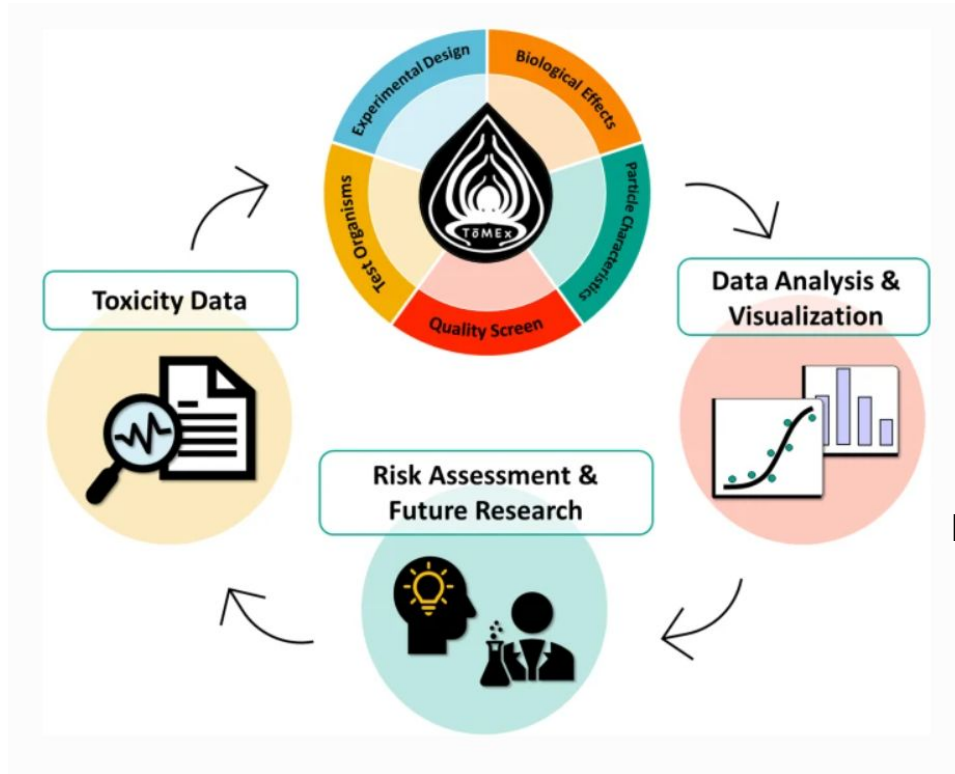 Experimental Design
Biological Effects
Particle Characteristics
Quality Screen
Test Organisms
TōMEx
Toxicity Data
Data Analysis &
Visualization
Risk Assessment &
Future Research